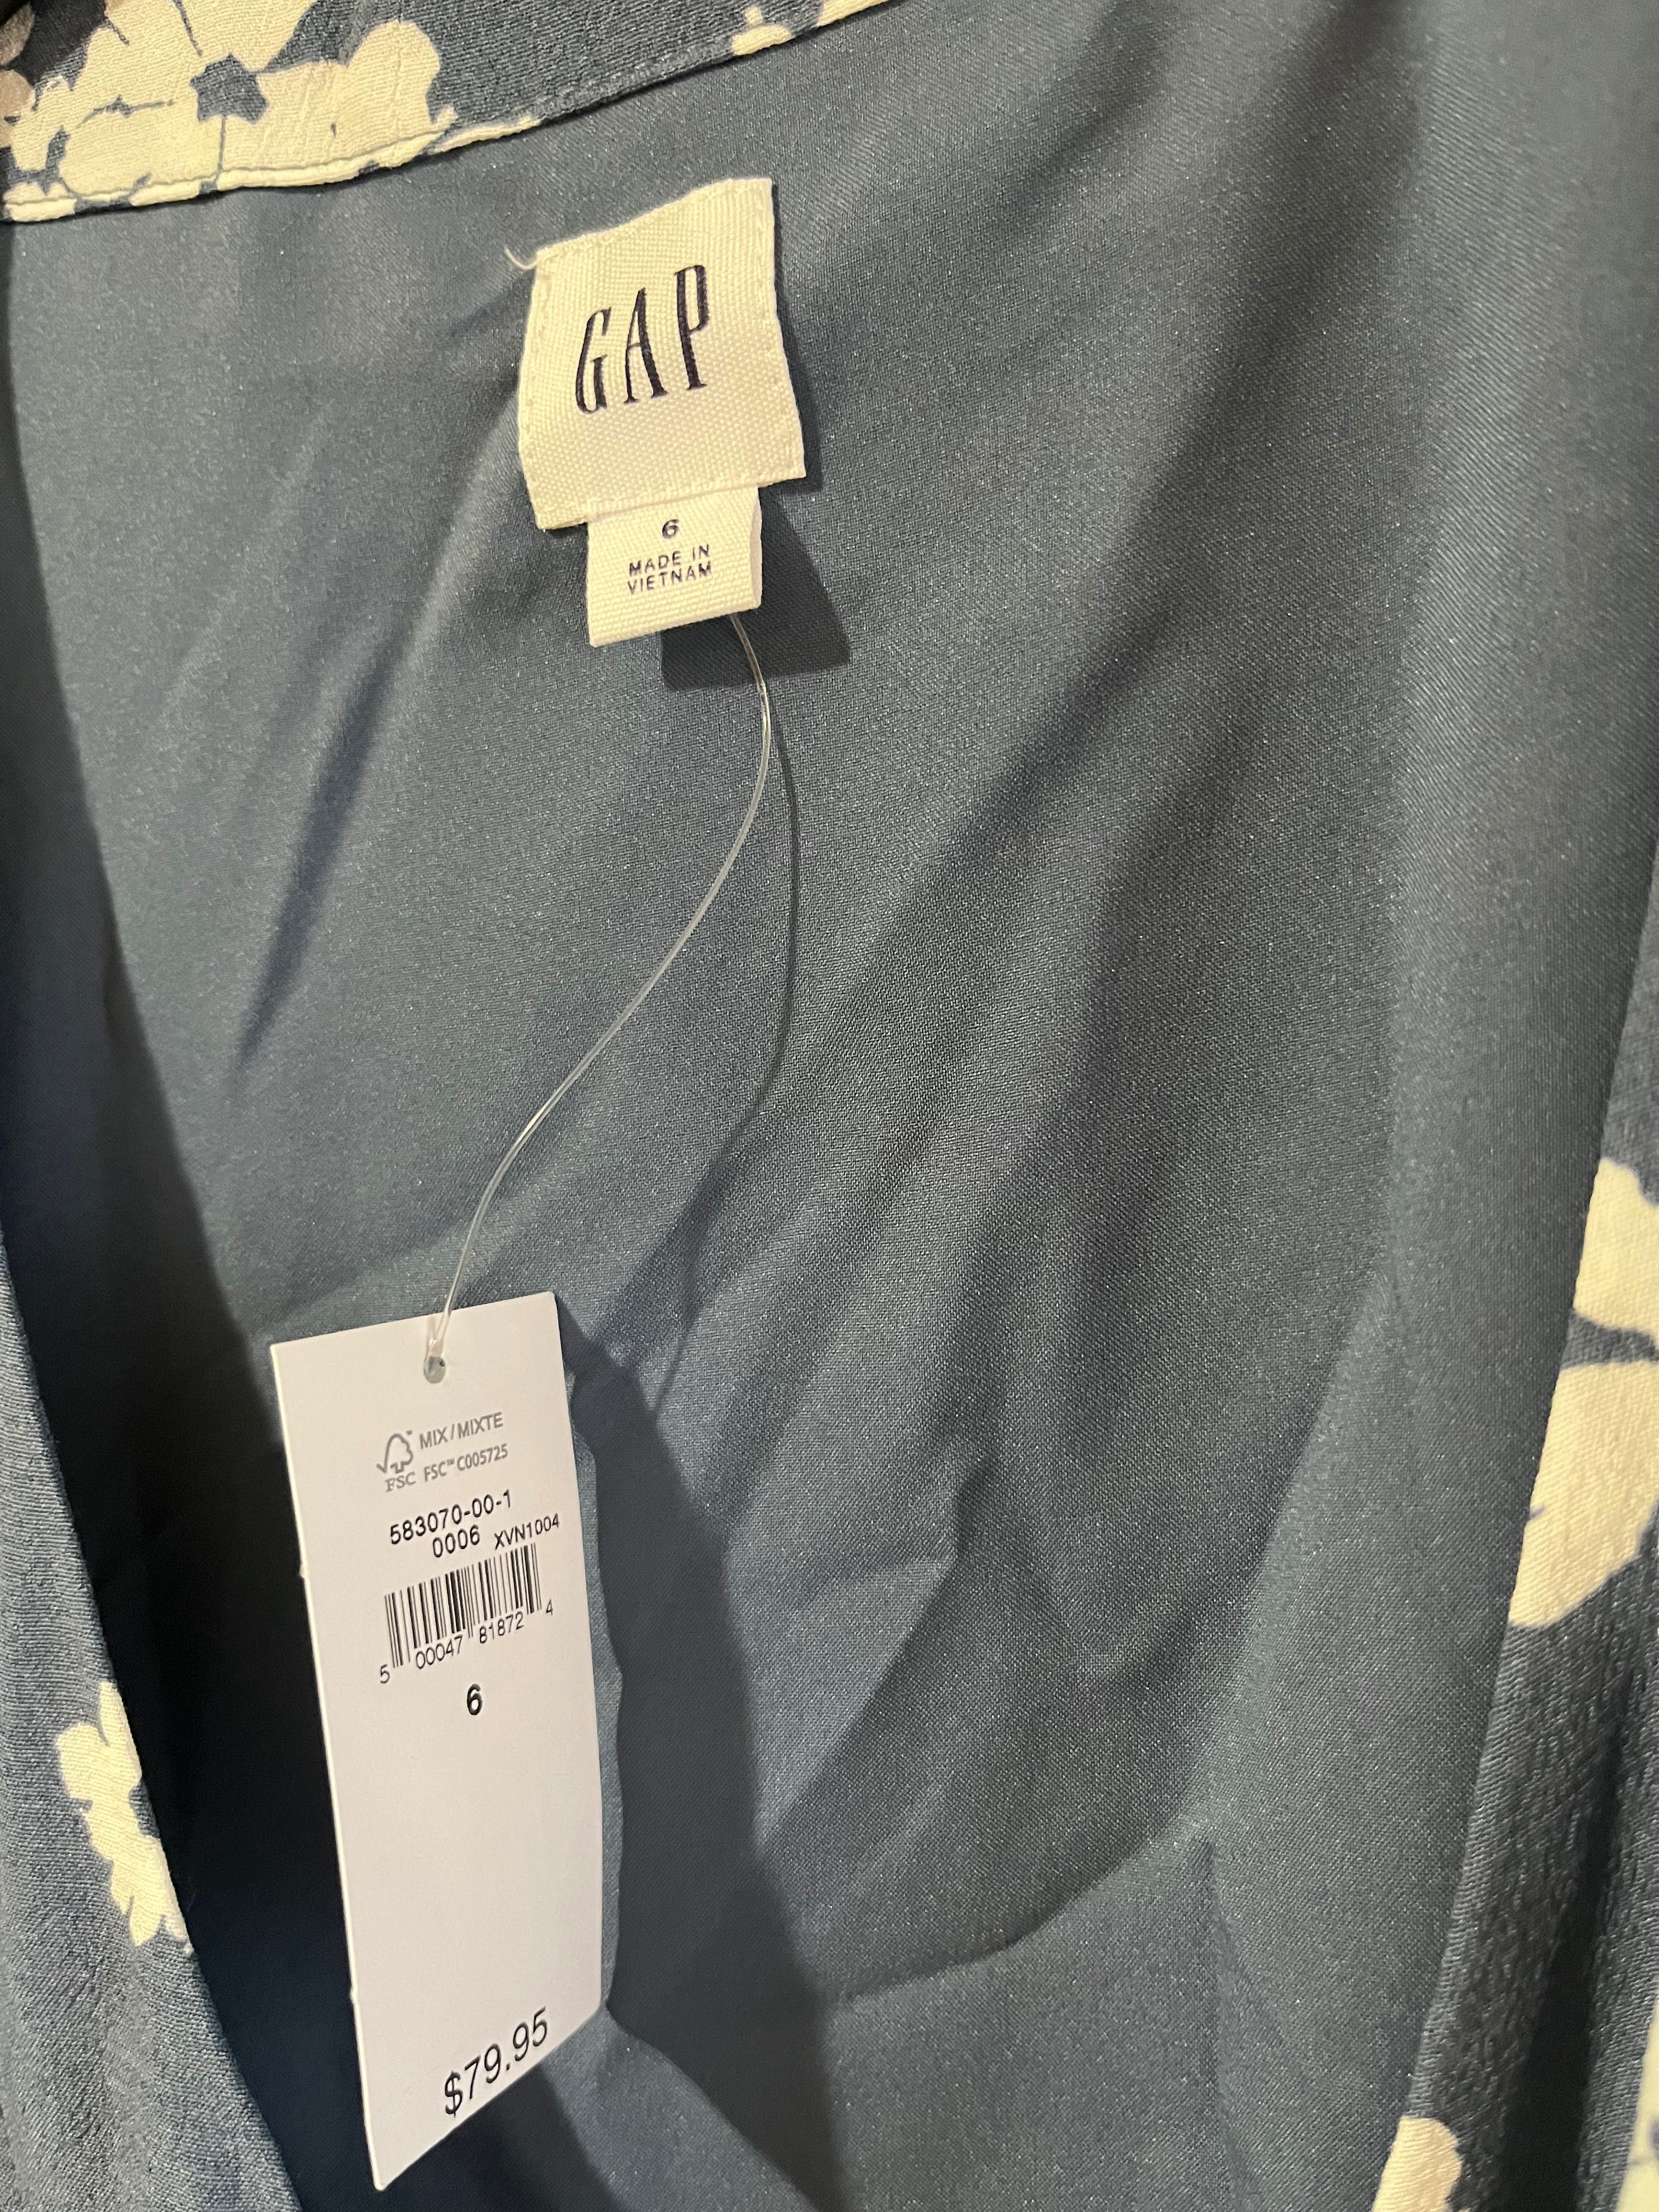 GAP
6
MADE IN
VIETNAM
MIX / MIXTE
FSC FSC™ C005725
583070-00-1
0006 XVN1004
5 00047 81872 4
6
$79.95